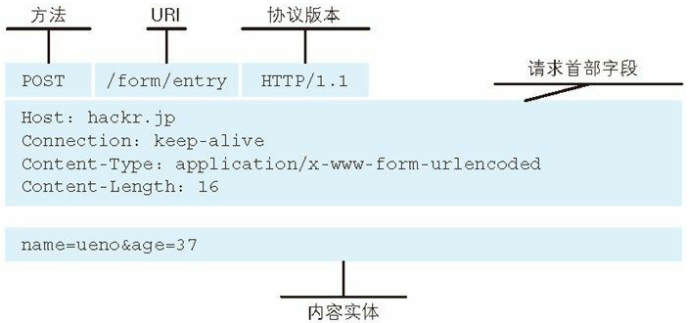 方法 URI 协议版本
请求首部字段
POST /form/entry HTTP/1.1
Host: hackr.jp
Connection: keep-alive
Content-Type: application/x-www-form-urlencoded
Content-Length: 16
name=ueno&age=37
内容实体